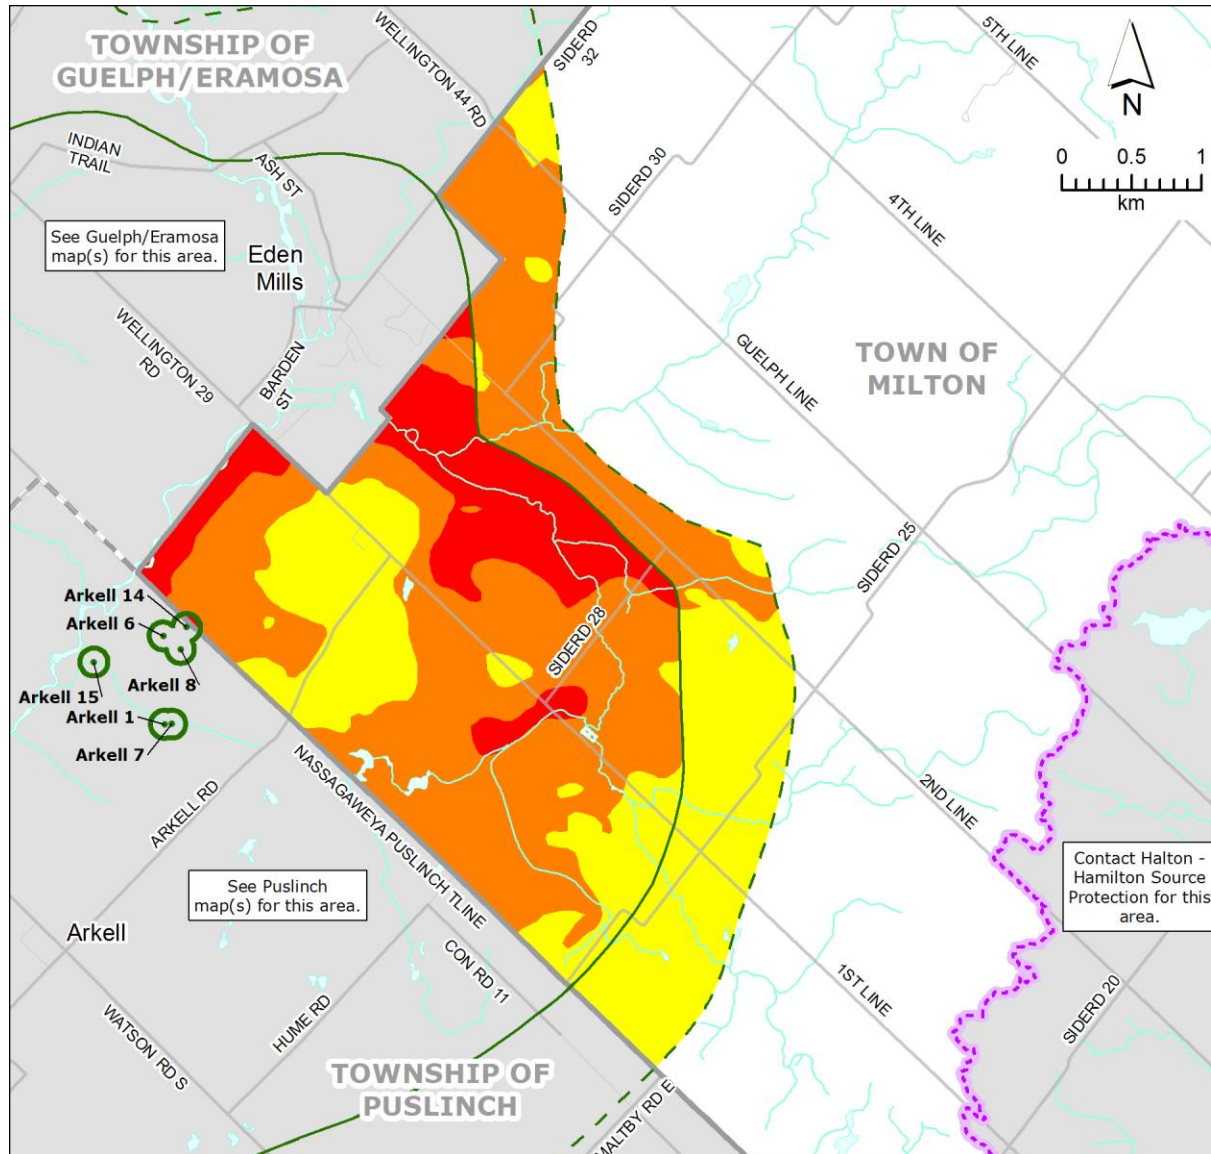 TOWNSHIP OF
GUELPH/ERAMOSA
WELLINGTON 44 RD
SIDERD
32
5TH LINE
N
0 0.5 1
km
INDIAN
TRAIL
ASH ST
SIDERD 30
4TH LINE
See Guelph/Eramosa
map(s) for this area.
Eden
Mills
WELLINGTON 29
RD
BARDEN
ST
GUELPH LINE
TOWN OF
MILTON
SIDERD 25
Arkell 14
Arkell 6
Arkell 15
Arkell 8
Arkell 1
Arkell 7
SIDERD 28
ARKELL RD
NASSAGAWEYA PUSLINCH TLINE
2ND LINE
See Puslinch
map(s) for this area.
Contact Halton -
Hamilton Source
Protection for this
area.
Arkell
CON RD 11
1ST LINE
HUME RD
WATSON RD S
SIDERD 20
TOWNSHIP OF
PUSLINCH
MALTBY RD E